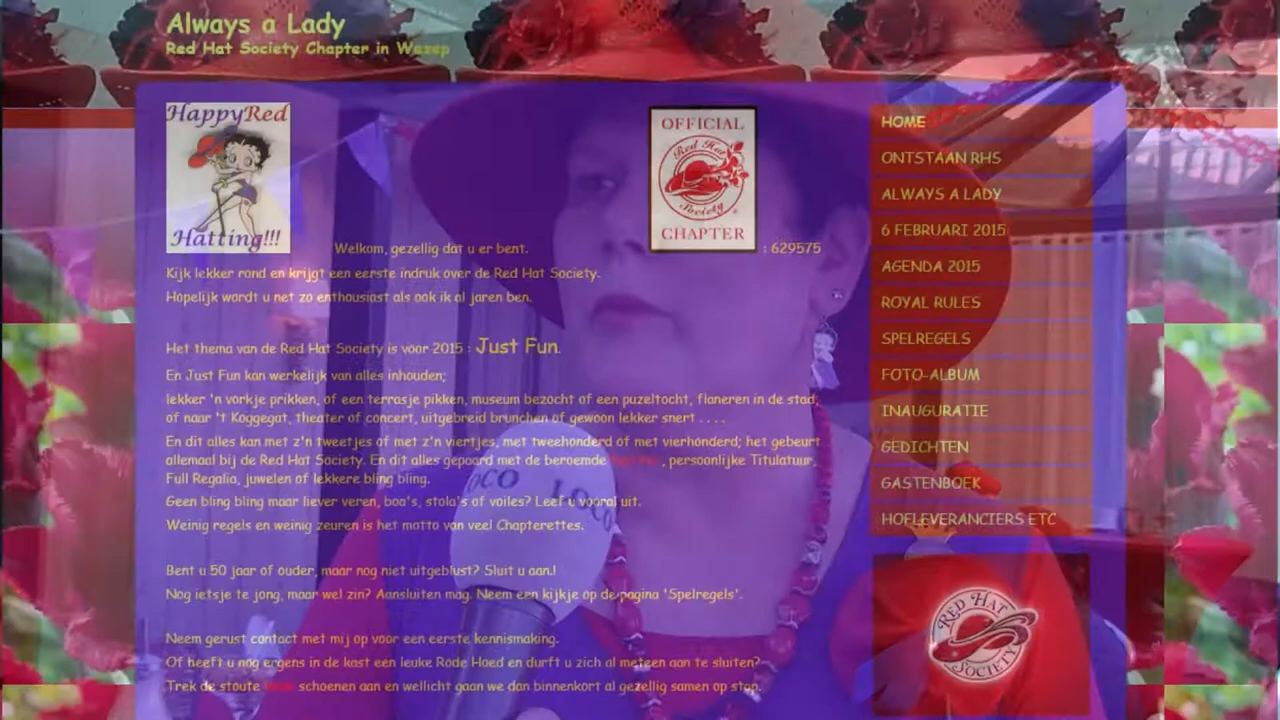 Always a Lady
Red Hat Society Chapter in Wezep
HappyRed
Hatting!!!
OFFICIAL
Red Hat
Society
CHAPTER
: 629575
Welkom, gezellig dat u er bent.
Kijk lekker rond en krijgt een eerste indruk over de Red Hat Society.
Hopelijk wordt u net zo enthousiast als ook ik al jaren ben.
Het thema van de Red Hat Society is voor 2015 : Just Fun.
En Just Fun kan werkelijk van alles inhouden;
lekker 'n vorkje prikken, of een terrasje pikken, museum bezocht of een puzeltocht, flaneren in de stad,
of naar 't Koggegat, theater of concert, uitgebreid brunchen of gewoon lekker snert . . . .
En dit alles kan met z'n tweetjes of met z'n viertjes, met tweehonderd of met vierhonderd; het gebeurt
allemaal bij de Red Hat Society. En dit alles gepaard met de beroemde , persoonlijke Titulatuur,
Full Regalia, juwelen of lekkere bling bling.
Geen bling bling maar liever veren, boa's, stola's of voiles? Leef u vooral uit.
Weinig regels en weinig zeuren is het motto van veel Chapterettes.
Bent u 50 jaar of ouder, maar nog niet uitgeblust? Sluit u aan.!
Nog ietsje te jong, maar wel zin? Aansluiten mag. Neem een kijkje op de pagina 'Spelregels'.
Neem gerust contact met mij op voor een eerste kennismaking.
Of heeft u nog ergens in de kast een leuke Rode Hoed en durft u zich al meteen aan te sluiten?
Trek de stoute schoenen aan en wellicht gaan we dan binnenkort al gezellig samen op stap.
LOCO
HOME
ONTSTAAN RHS
ALWAYS A LADY
6 FEBRUARI 2015
AGENDA 2015
ROYAL RULES
SPELREGELS
FOTO-ALBUM
INAUGURATIE
GEDICHTEN
GASTENBOEK
HOFLEVERANCIERS ETC
RED HAT
SOCIETY